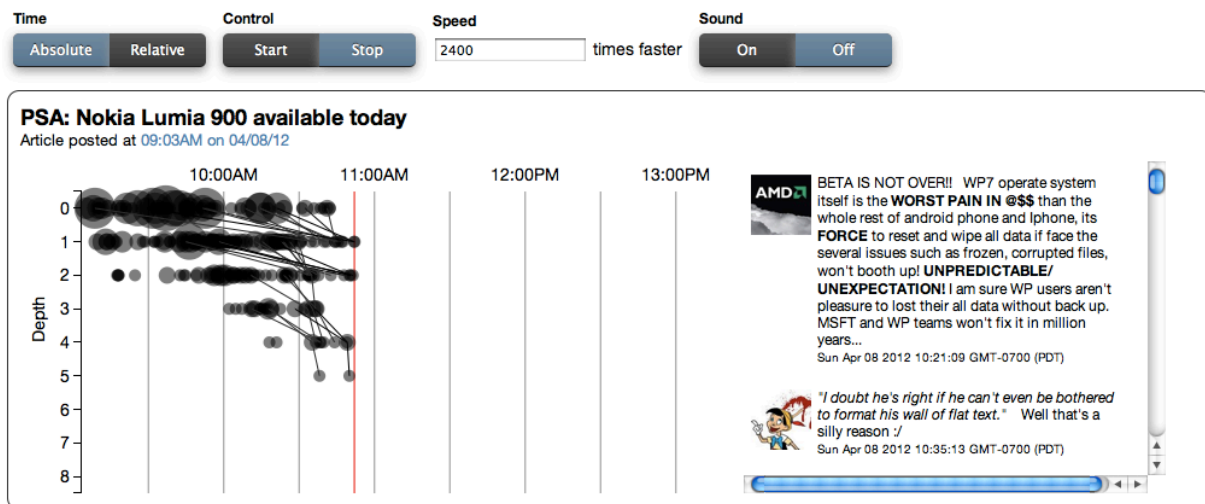 Time Control Speed Sound
Absolute Relative Start Stop 2400 times faster On Off
PSA: Nokia Lumia 900 available today
Article posted at 09:03AM on 04/08/12
10:00AM 11:00AM 12:00PM 13:00PM
Depth
0
1
2
3
4
5
6
7
8
AMD
BETA IS NOT OVER!! WP7 operate system
itself is the WORST PAIN IN @$$ than the
whole rest of android phone and Iphone, its
FORCE to reset and wipe all data if face the
several issues such as frozen, corrupted files,
won't booth up! UNPREDICTABLE/
UNEXPECTATION! I am sure WP users aren't
pleasure to lost their all data without back up.
MSFT and WP teams won't fix it in million
years...
Sun Apr 08 2012 10:21:09 GMT-0700 (PDT)
"I doubt he's right if he can't even be bothered
to format his wall of flat text." Well that's a
silly reason :/
Sun Apr 08 2012 10:35:13 GMT-0700 (PDT)